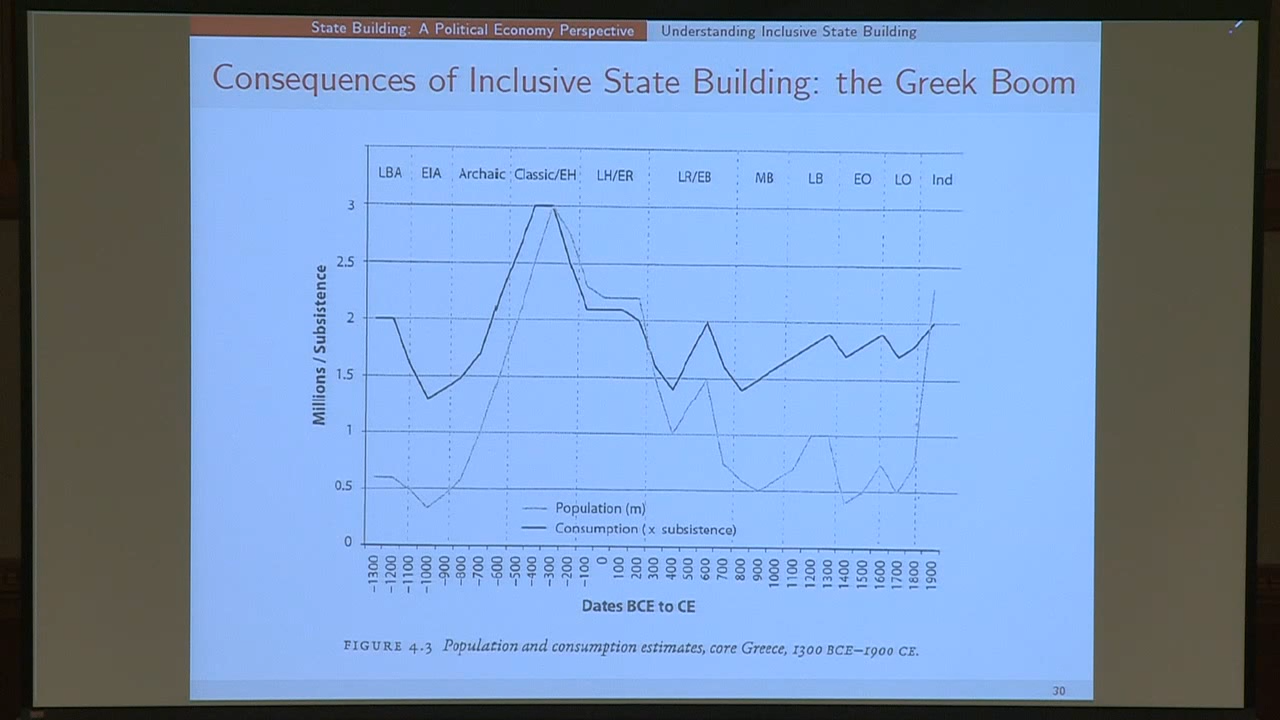 State Building: A Political Economy Perspective Understanding Inclusive State Building
Consequences of Inclusive State Building: the Greek Boom
LBA EIA Archaic Classic/EH LH/ER LR/EB MB LB EO LO Ind
3
2.5
2
1.5
1
0.5
0
Millions / Subsistence
Population (m)
Consumption (x subsistence)
-1300 -1200 -1100 -1000 -900 -800 -700 -600 -500 -400 -300 -200 -100 0 100 200 300 400 500 600 700 800 900 1000 1100 1200 1300 1400 1500 1600 1700 1800 1900
Dates BCE to CE
FIGURE 4.3 Population and consumption estimates, core Greece, 1300 BCE–1900 CE.
30